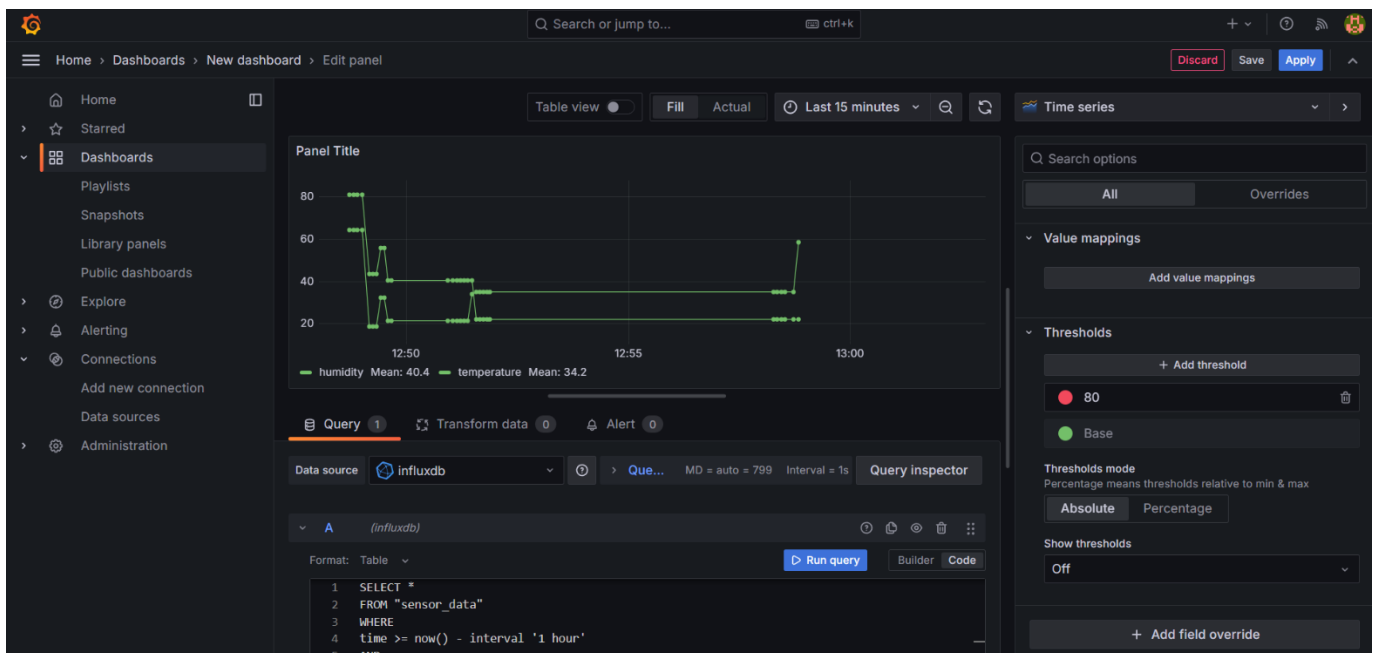 Search or jump to...
ctrl+k
Home › Dashboards › New dashboard › Edit panel
Discard
Save
Apply
Home
Starred
Dashboards
Playlists
Snapshots
Library panels
Public dashboards
Explore
Alerting
Connections
Add new connection
Data sources
Administration
Table view
Fill
Actual
Last 15 minutes
Panel Title
80
60
40
20
12:50
12:55
13:00
humidity Mean: 40.4
temperature Mean: 34.2
Query 1
Transform data 0
Alert 0
Data source
influxdb
Que...
MD = auto = 799
Interval = 1s
Query inspector
A
(influxdb)
Format: Table
Run query
Builder
Code
1 SELECT *
2 FROM "sensor_data"
3 WHERE
4 time >= now() - interval '1 hour'
Time series
Search options
All
Overrides
Value mappings
Add value mappings
Thresholds
+ Add threshold
80
Base
Thresholds mode
Percentage means thresholds relative to min & max
Absolute
Percentage
Show thresholds
Off
+ Add field override